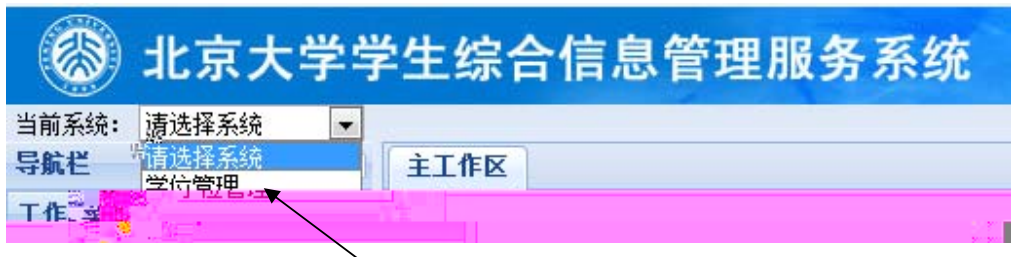 北京大学学生综合信息管理服务系统
当前系统： 请选择系统
请选择系统
导航栏
主工作区
学位管理
工作